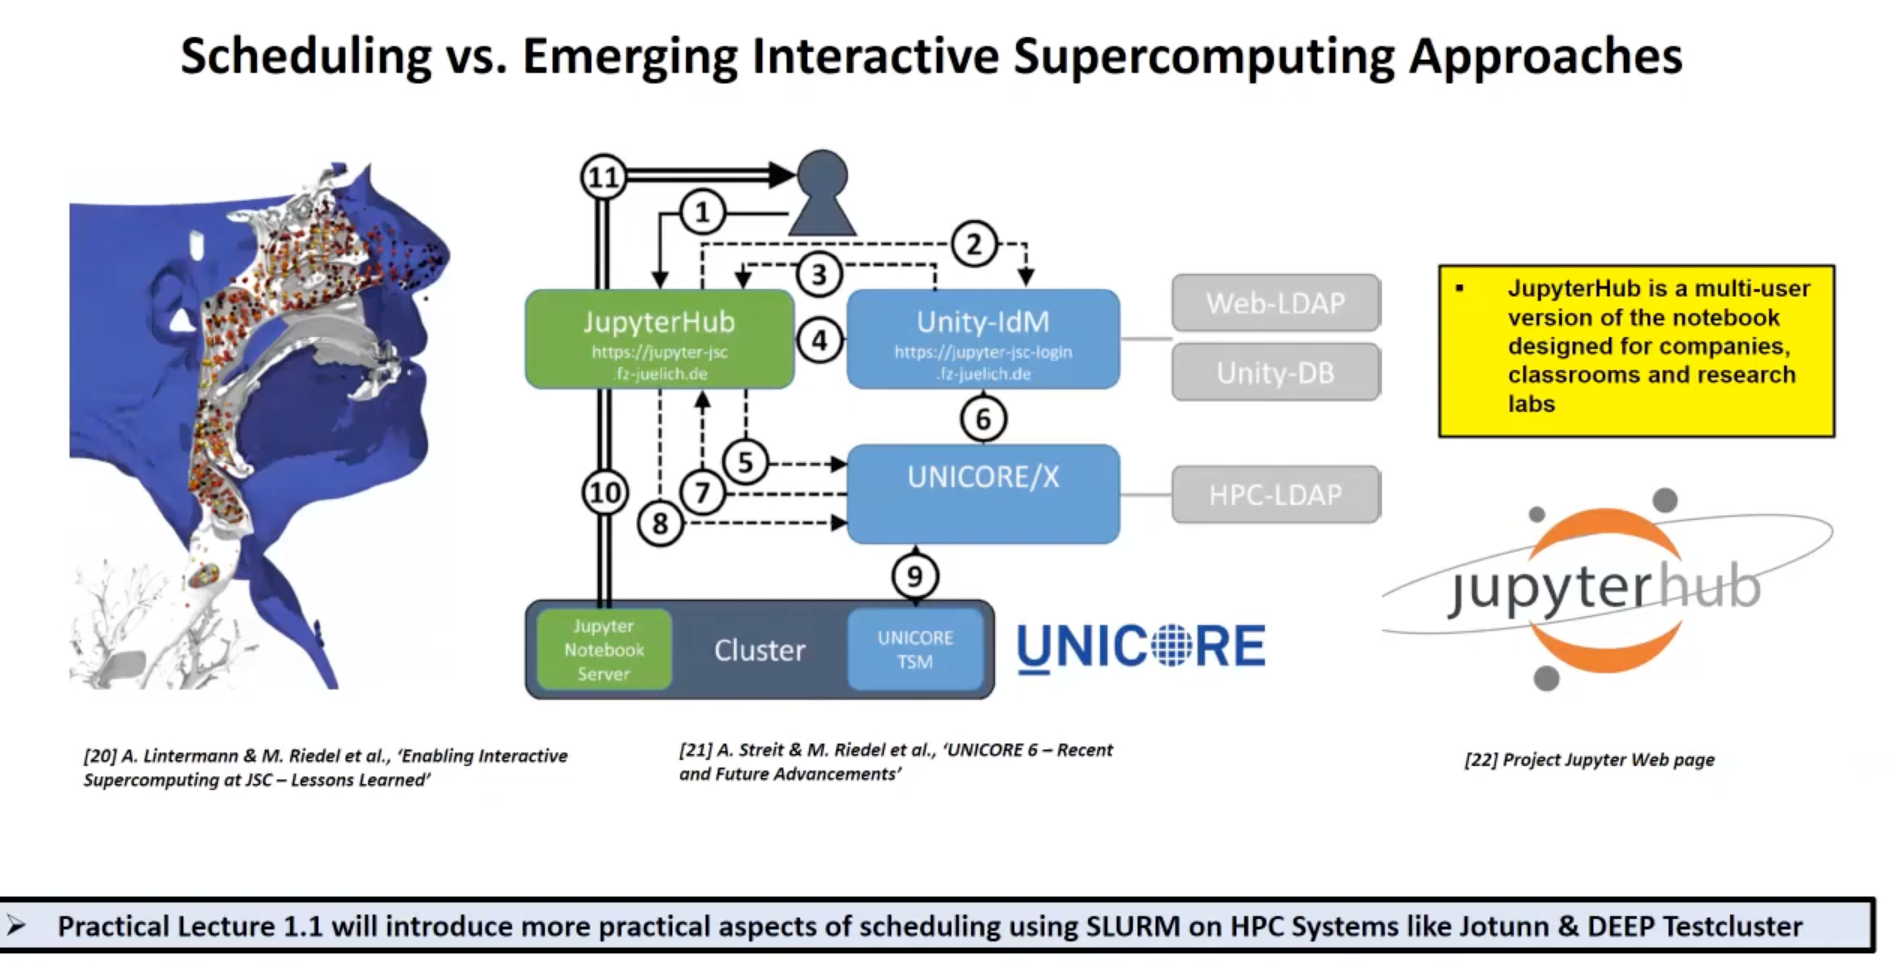 Scheduling vs. Emerging Interactive Supercomputing Approaches
11
1
2
3
JupyterHub
https://jupyter-jsc
.fz-juelich.de
4
Unity-IdM
https://jupyter-jsc-login
.fz-juelich.de
Web-LDAP
Unity-DB
▪ JupyterHub is a multi-user
version of the notebook
designed for companies,
classrooms and research
labs
6
5
7
8
10
UNICORE/X
HPC-LDAP
9
Jupyter
Notebook
Server
Cluster
UNICORE
TSM
UNICORE
jupyterhub
[20] A. Lintermann & M. Riedel et al., ‘Enabling Interactive
Supercomputing at JSC – Lessons Learned’
[21] A. Streit & M. Riedel et al., ‘UNICORE 6 – Recent
and Future Advancements’
[22] Project Jupyter Web page
➢ Practical Lecture 1.1 will introduce more practical aspects of scheduling using SLURM on HPC Systems like Jotunn & DEEP Testcluster